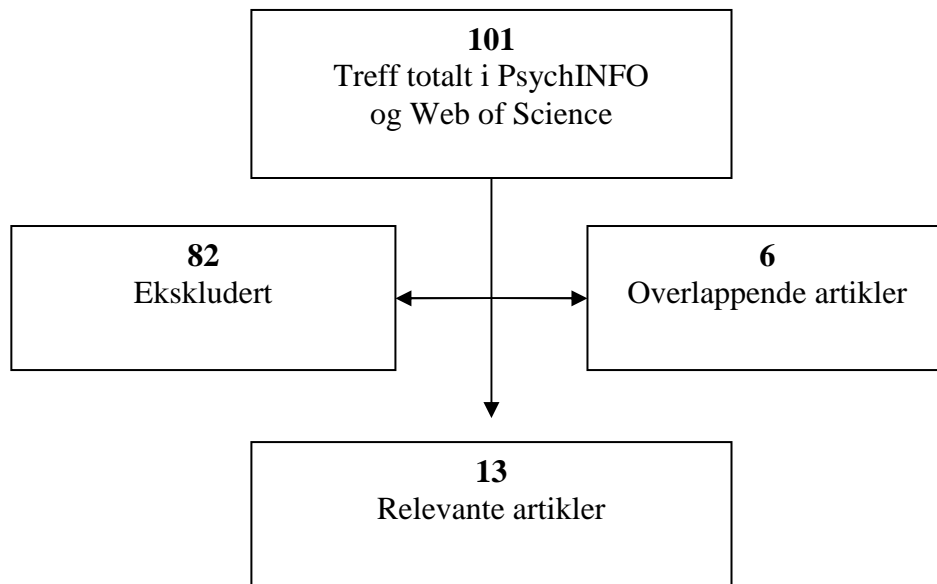 101
Treff totalt i PsychINFO
og Web of Science
82
Ekskludert
6
Overlappende artikler
13
Relevante artikler